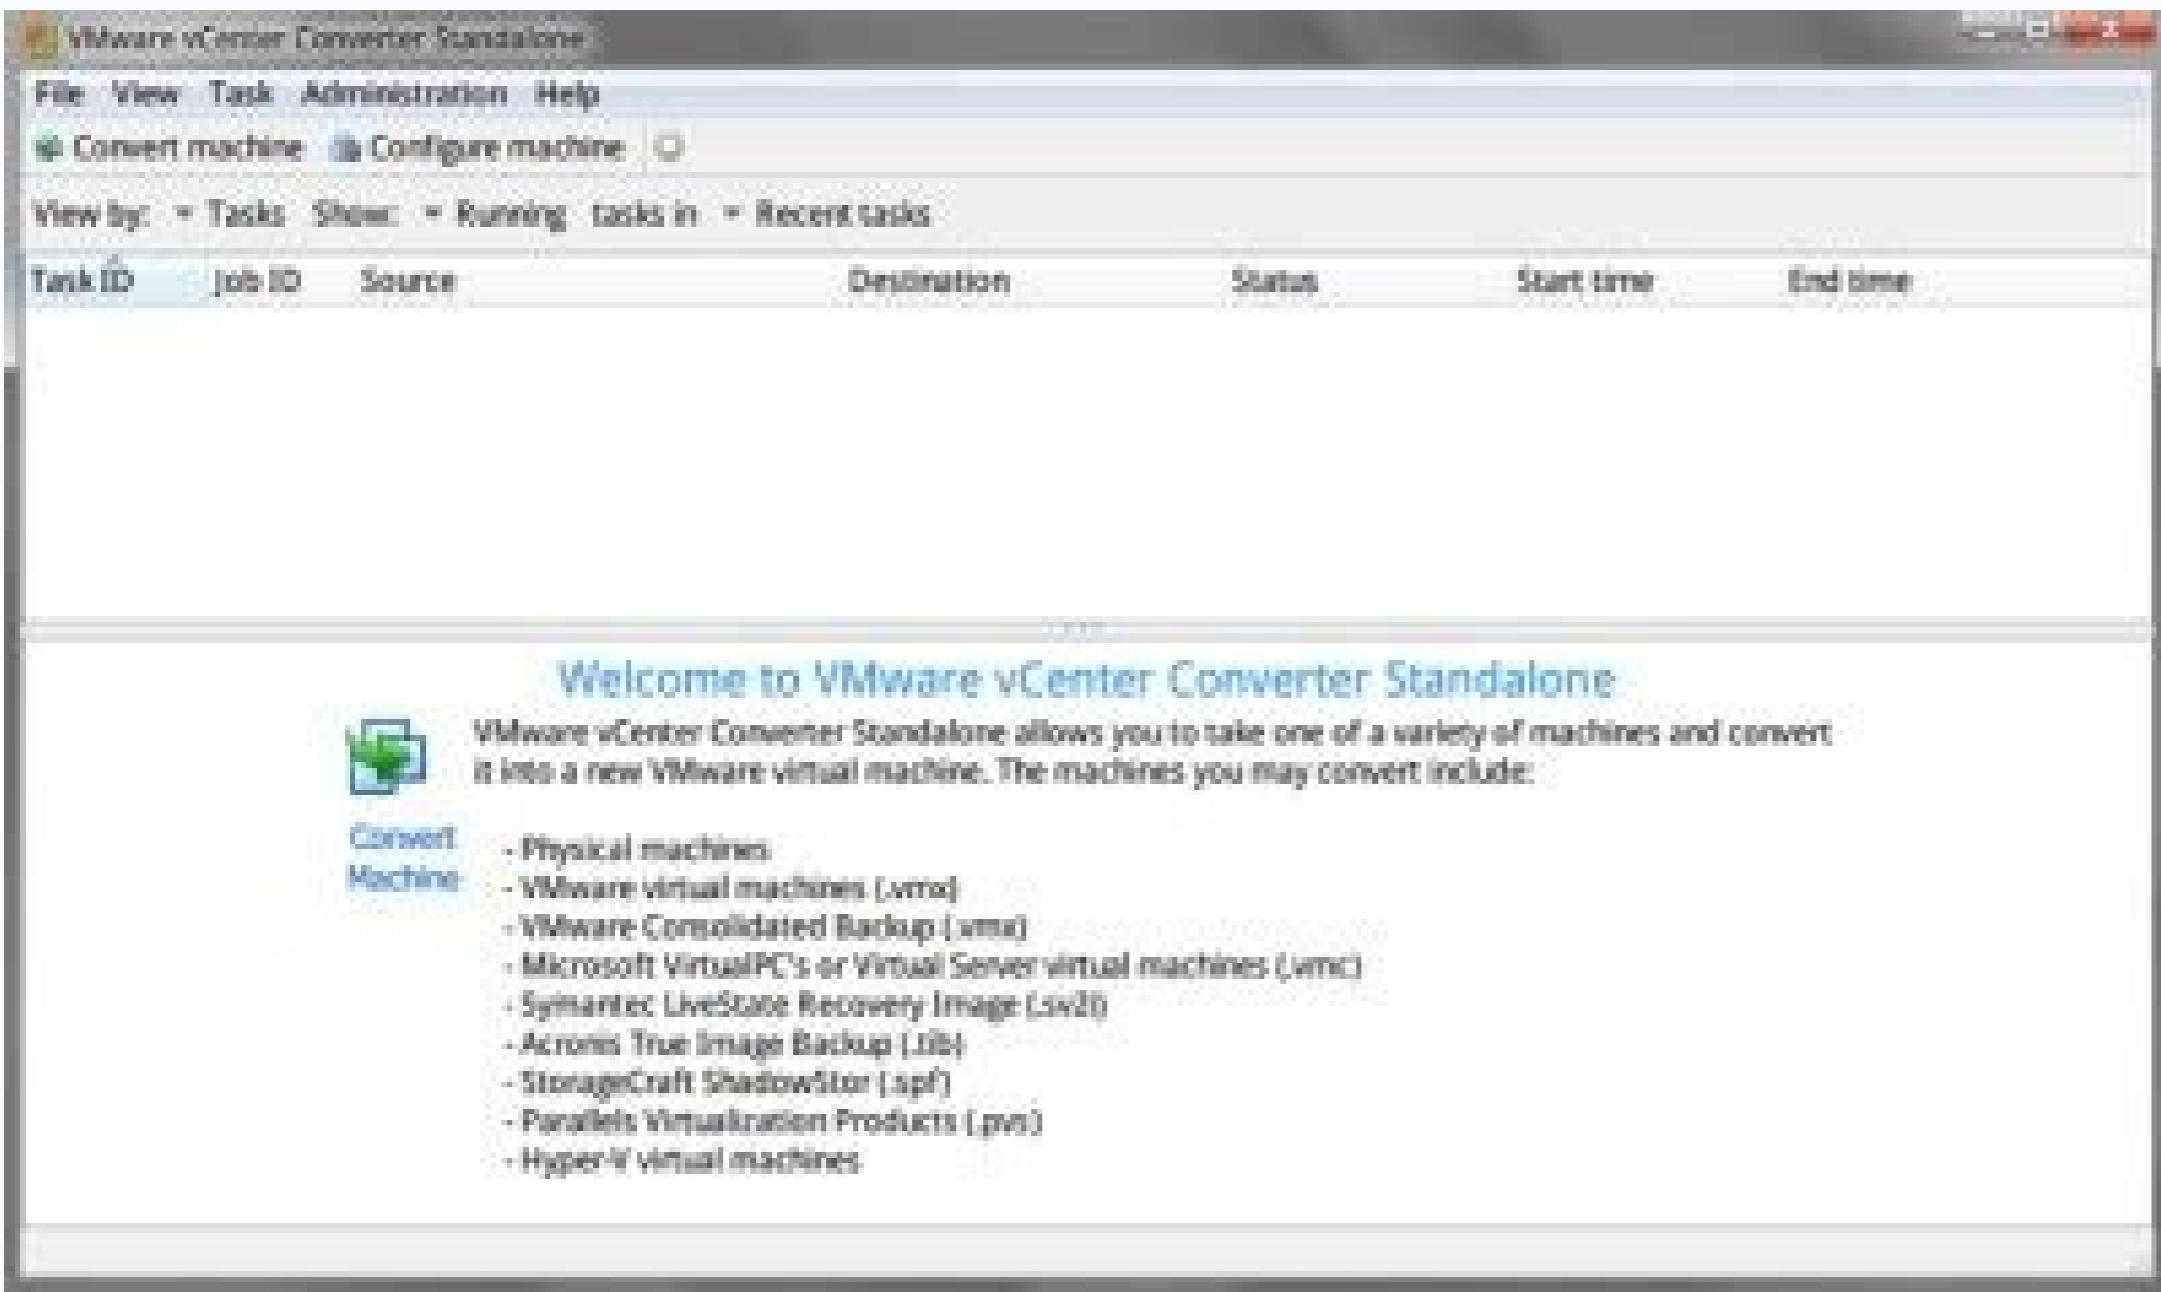 VMware vCenter Converter Standalone
File View Task Administration Help
Convert machine Configure machine
View by: Tasks Show: Running tasks in Recent tasks
Task ID Job ID Source Destination Status Start time End time
Welcome to VMware vCenter Converter Standalone
VMware vCenter Converter Standalone allows you to take one of a variety of machines and convert
it into a new VMware virtual machine. The machines you may convert include:
Convert
Machine
- Physical machines
- VMware virtual machines (.vmx)
- VMware Consolidated Backup (.vmx)
- Microsoft VirtualPC's or Virtual Server virtual machines (.vmc)
- Symantec LiveState Recovery Image (.sv2i)
- Acronis True Image Backup (.tib)
- StorageCraft ShadowStor (.spf)
- Parallels Virtualization Products (.pvs)
- Hyper-V virtual machines